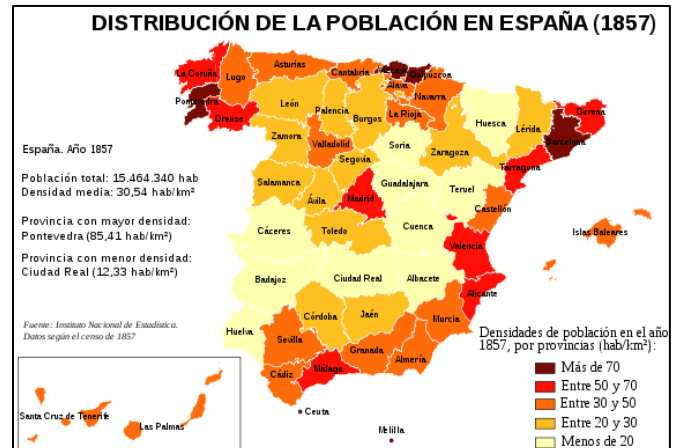 DISTRIBUCIÓN DE LA POBLACIÓN EN ESPAÑA (1857)
España. Año 1857
Población total: 15.464.340 hab
Densidad media: 30,54 hab/km²
Provincia con mayor densidad:
Pontevedra (85,41 hab/km²)
Provincia con menor densidad:
Ciudad Real (12,33 hab/km²)
Fuente: Instituto Nacional de Estadística.
Datos según el censo de 1857
La Coruña
Lugo
Asturias
Cantabria
Vizcaya
Guipúzcoa
Alava
Navarra
Pontevedra
Orense
León
Palencia
Burgos
La Rioja
Huesca
Lérida
Gerona
Barcelona
Zamora
Valladolid
Soria
Zaragoza
Tarragona
Segovia
Salamanca
Ávila
Madrid
Guadalajara
Teruel
Castellón
Islas Baleares
Cáceres
Toledo
Cuenca
Valencia
Badajoz
Ciudad Real
Albacete
Alicante
Huelva
Córdoba
Jaén
Murcia
Sevilla
Granada
Almería
Cádiz
Málaga
Ceuta
Melilla
Santa Cruz de Tenerife
Las Palmas
Densidades de población en el año
1857, por provincias (hab/km²):
Más de 70
Entre 50 y 70
Entre 30 y 50
Entre 20 y 30
Menos de 20